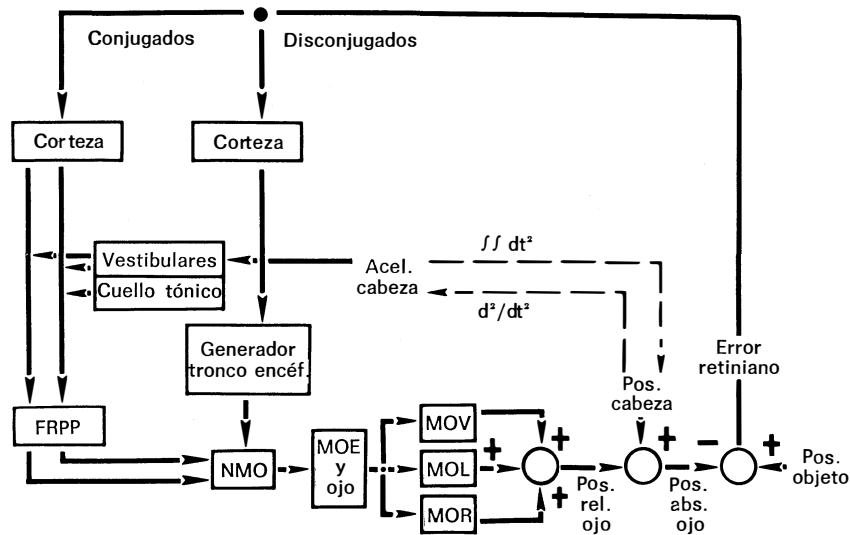 Conjugados
Disconjugados
Corteza
Corteza
∫∫ dt²
Vestibulares
Acel.
cabeza
Cuello tónico
d²/dt²
Generador
tronco encéf.
Error
retiniano
Pos.
cabeza
FRPP
MOV
MOE
y
ojo
NMO
MOL
MOR
+
+
+
+
−
+
Pos.
rel.
ojo
Pos.
abs.
ojo
Pos.
objeto